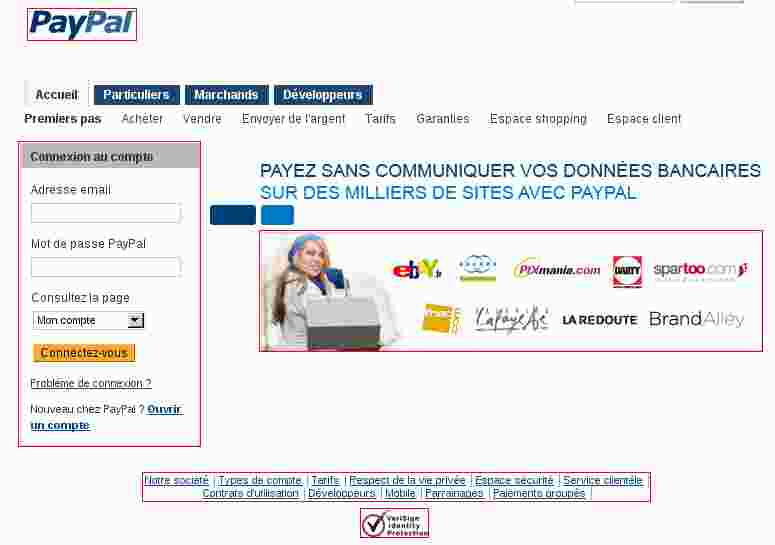 PayPal
Accueil Particuliers Marchands Développeurs
Premiers pas Acheter Vendre Envoyer de l'argent Tarifs Garanties Espace shopping Espace client
Connexion au compte
Adresse email
Mot de passe PayPal
Consultez la page
Mon compte
Connectez-vous
Problème de connexion ?
Nouveau chez PayPal ? Ouvrir
un compte
PAYEZ SANS COMMUNIQUER VOS DONNÉES BANCAIRES
SUR DES MILLIERS DE SITES AVEC PAYPAL
ebay.fr PIXmania.com DARTY spartoo.com
Lafayette LA REDOUTE BrandAlley
Notre société Types de compte Tarifs Respect de la vie privée Espace sécurité Service clientèle
Contrats d'utilisation Développeurs Mobile Parrainages Paiements groupés
VeriSign
Identity
Protection